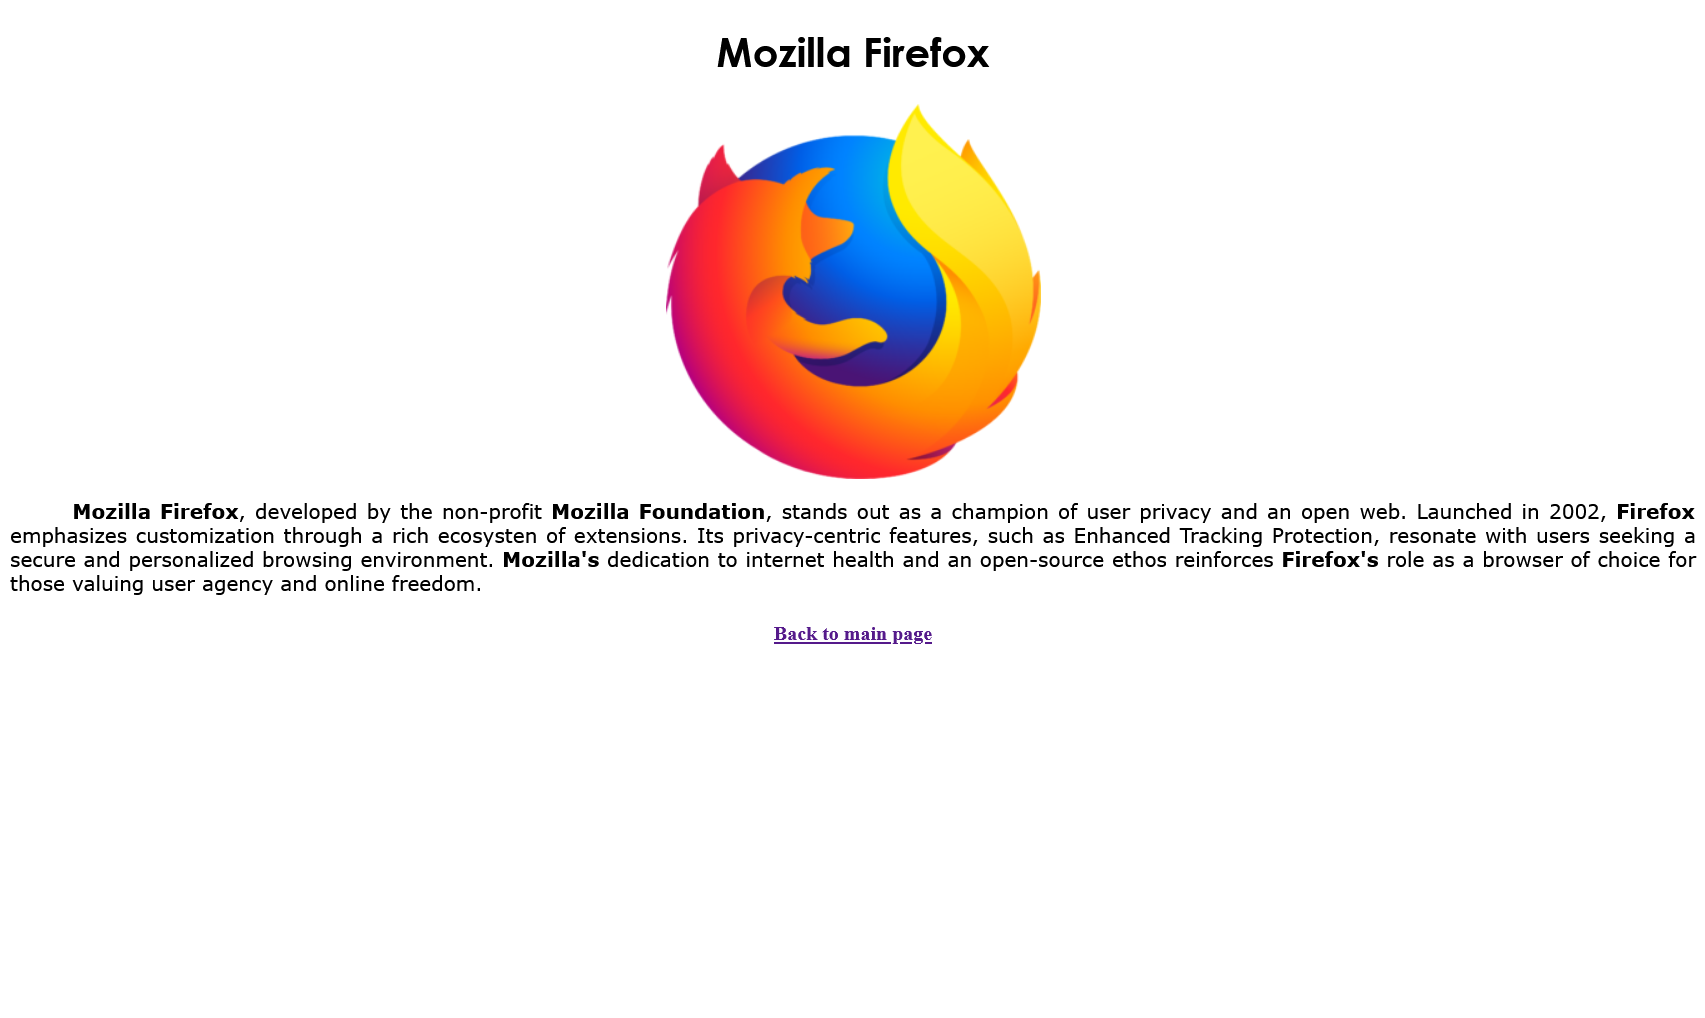 Mozilla Firefox
Mozilla Firefox, developed by the non-profit Mozilla Foundation, stands out as a champion of user privacy and an open web. Launched in 2002, Firefox
emphasizes customization through a rich ecosysten of extensions. Its privacy-centric features, such as Enhanced Tracking Protection, resonate with users seeking a
secure and personalized browsing environment. Mozilla's dedication to internet health and an open-source ethos reinforces Firefox's role as a browser of choice for
those valuing user agency and online freedom.
Back to main page